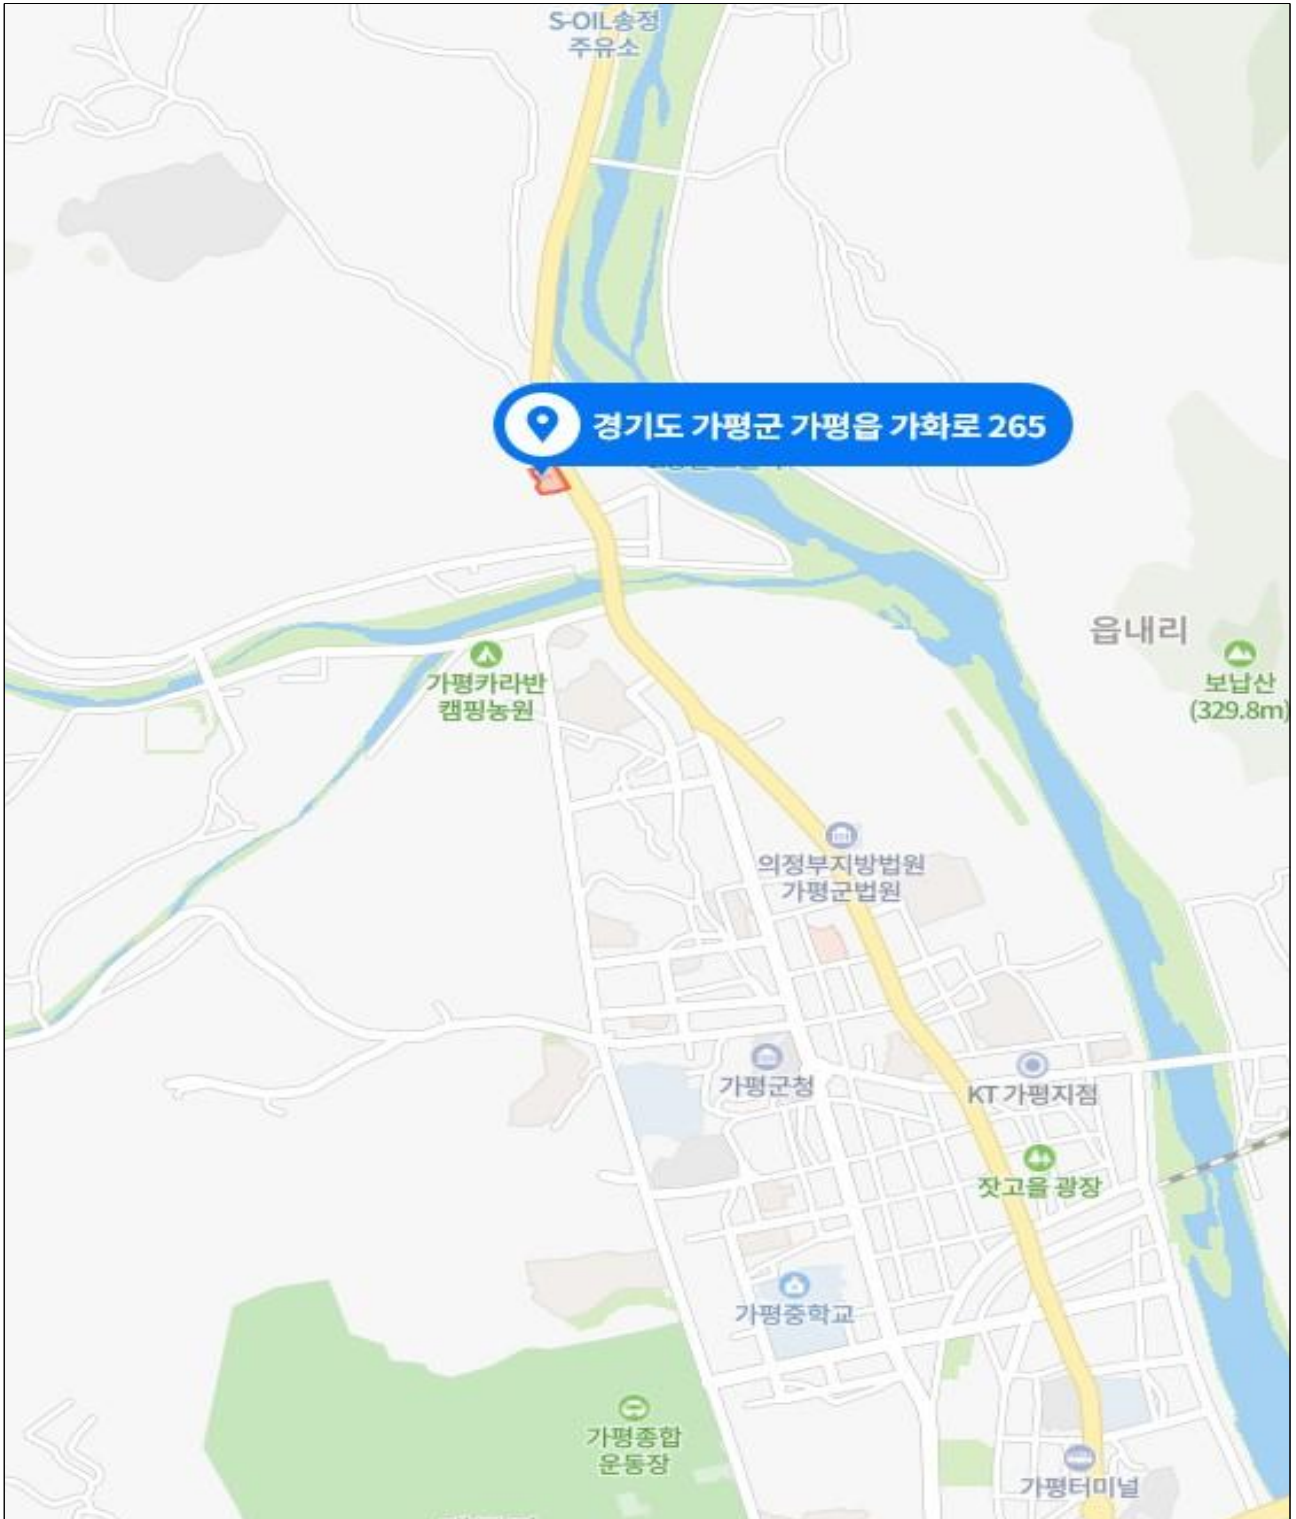 S-OIL송정
주유소
경기도 가평군 가평읍 가화로 265
읍내리
보납산
(329.8m)
가평카라반
캠핑농원
의정부지방법원
가평군법원
가평군청
KT 가평지점
잣고을 광장
가평중학교
가평종합
운동장
가평터미널